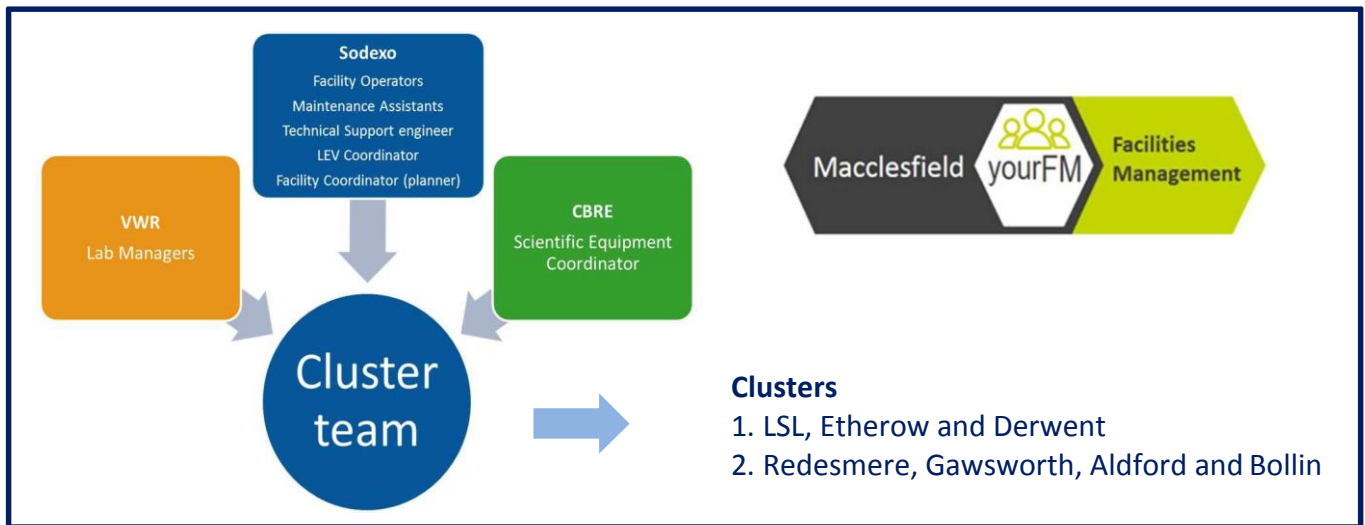 Sodexo
Facility Operators
Maintenance Assistants
Technical Support engineer
LEV Coordinator
Facility Coordinator (planner)
VWR
Lab Managers
CBRE
Scientific Equipment
Coordinator
Cluster
team
Macclesfield
yourFM
Facilities
Management
Clusters
1. LSL, Etherow and Derwent
2. Redesmere, Gawsworth, Aldford and Bollin